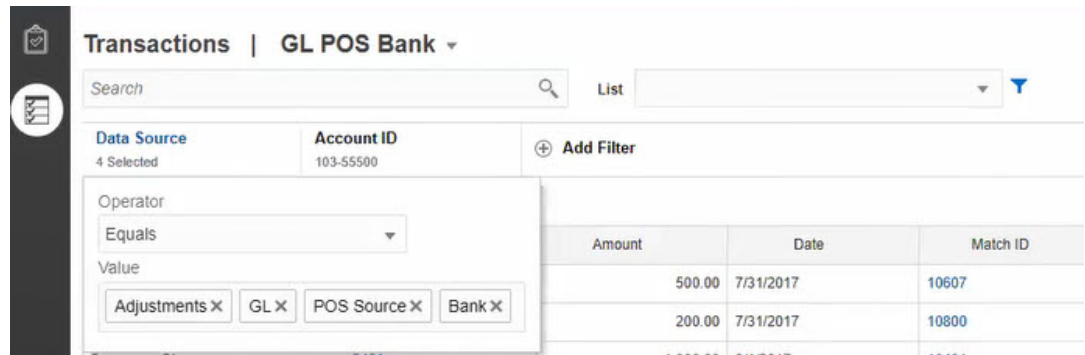 Transactions | GL POS Bank
Search List
Data Source Account ID Add Filter
4 Selected 103-55500
Operator
Equals
Value
Adjustments GL POS Source Bank
Amount Date Match ID
500.00 7/31/2017 10607
200.00 7/31/2017 10800